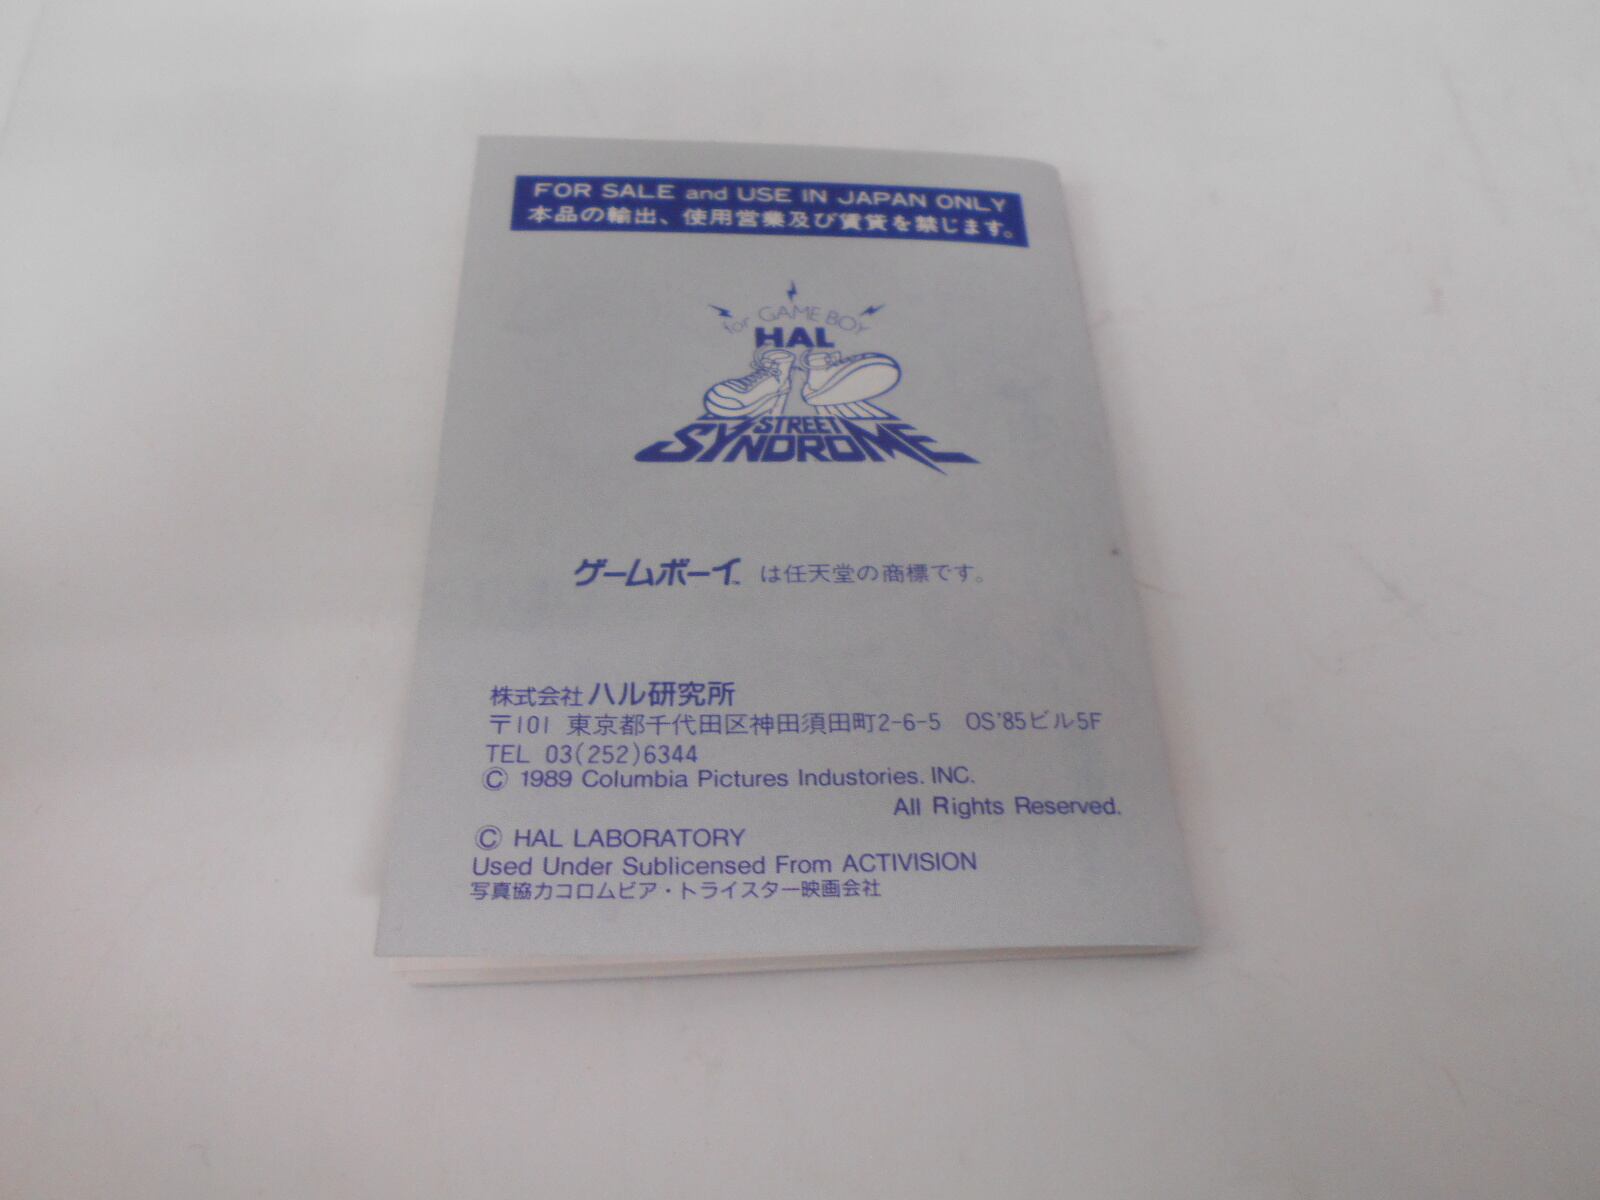 FOR SALE and USE IN JAPAN ONLY
本品の輸出、使用営業及び賃貸を禁じます。
for GAME BOY
HAL
STREET
SYNDROME
ゲームボーイ™ は任天堂の商標です。
株式会社 ハル研究所
〒101 東京都千代田区神田須田町2-6-5 OS'85ビル5F
TEL 03(252)6344
© 1989 Columbia Pictures Industories. INC.
All Rights Reserved.
© HAL LABORATORY
Used Under Sublicensed From ACTIVISION
写真協力コロムビア・トライスター映画会社